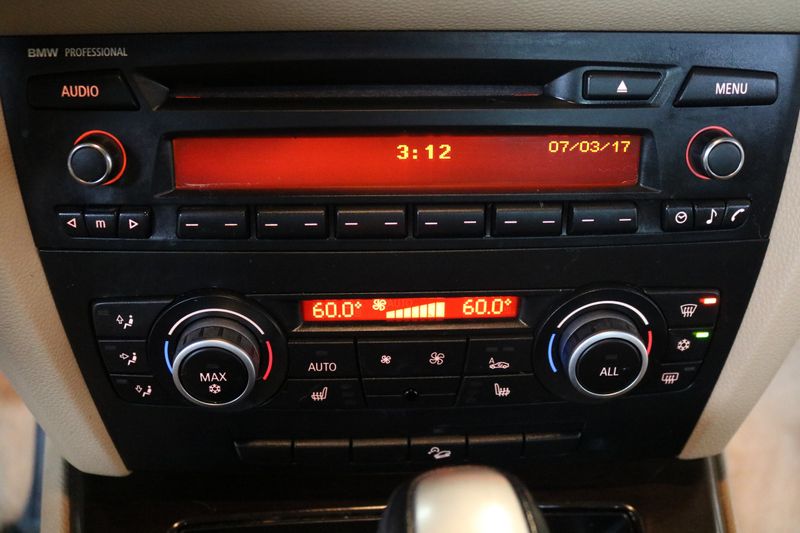 BMW PROFESSIONAL
AUDIO
MENU
3:12
07/03/17
m
60.0°
60.0°
MAX
AUTO
A
ALL